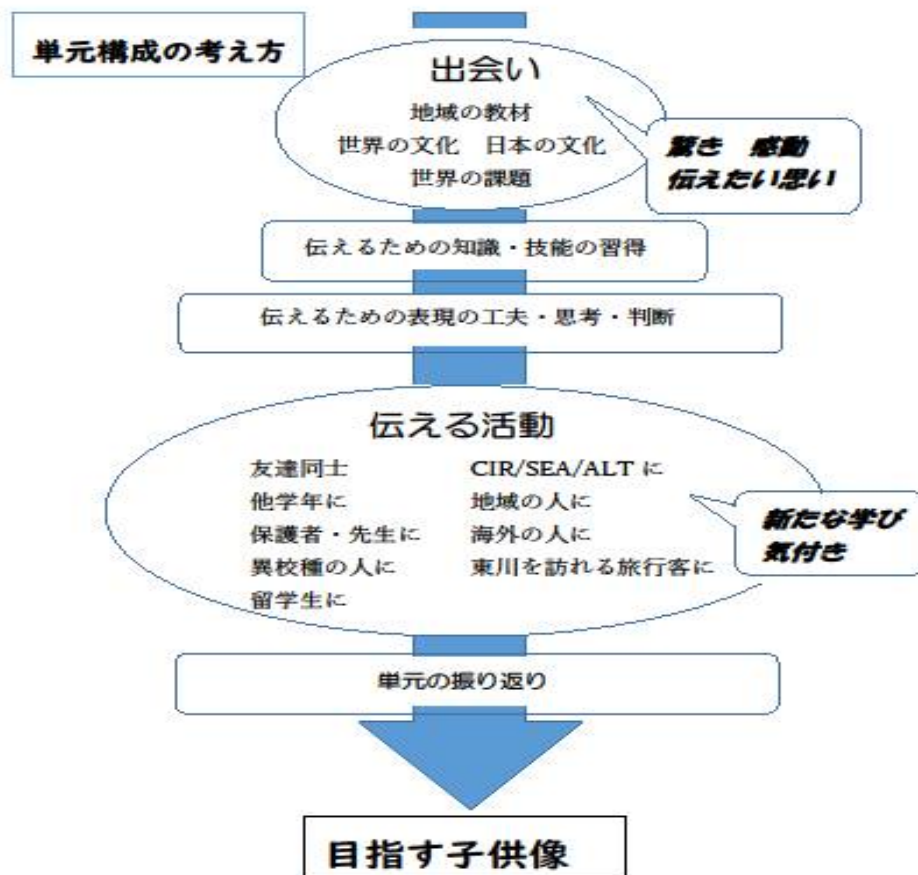 単元構成の考え方
出会い
地域の教材
世界の文化　日本の文化
世界の課題
驚き　感動
伝えたい思い
伝えるための知識・技能の習得
伝えるための表現の工夫・思考・判断
伝える活動
友達同士
他学年に
保護者・先生に
異校種の人に
留学生に
CIR/SEA/ALT に
地域の人に
海外の人に
東川を訪れる旅行客に
新たな学び
気付き
単元の振り返り
目指す子供像